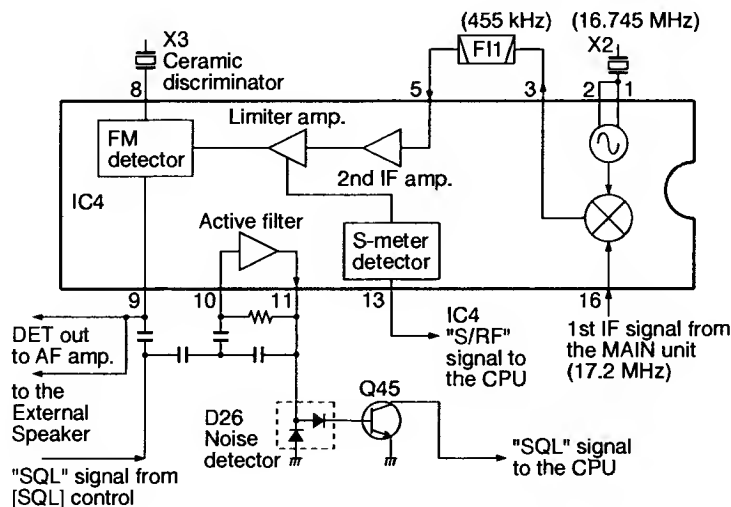 (455 kHz)
(16.745 MHz)
X3
Ceramic
discriminator
FI1
X2
8
5
3
2
1
Limiter amp.
FM
detector
2nd IF amp.
IC4
Active filter
S-meter
detector
9
10
11
13
16
DET out
to AF amp.
to the
External
Speaker
IC4
"S/RF"
signal to
the CPU
1st IF signal from
the MAIN unit
(17.2 MHz)
D26
Noise
detector
Q45
"SQL" signal
to the CPU
"SQL" signal from
[SQL] control